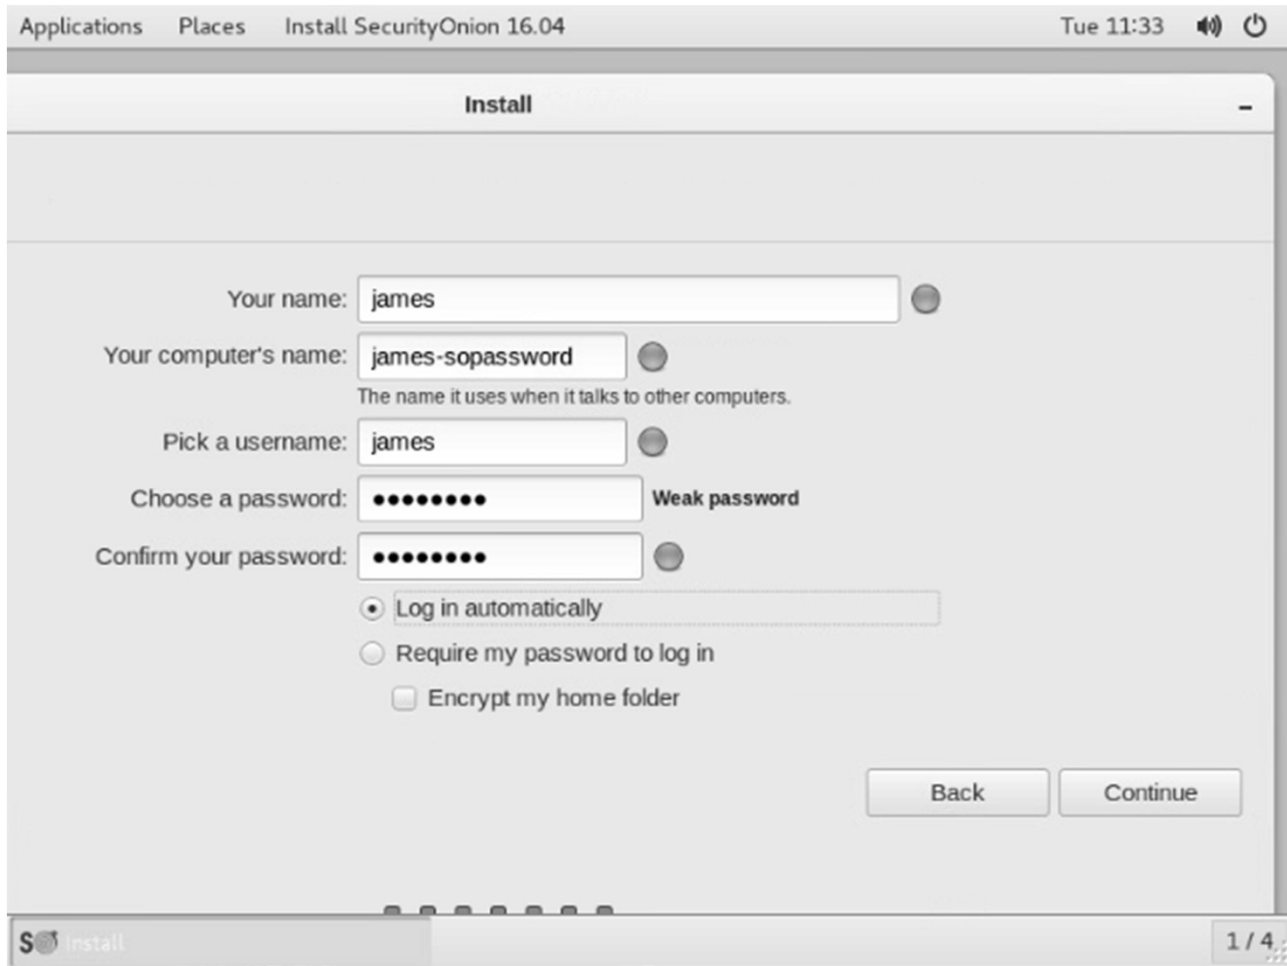 Applications Places Install SecurityOnion 16.04 Tue 11:33
Install
Your name: james
Your computer's name: james-sopassword
The name it uses when it talks to other computers.
Pick a username: james
Choose a password: ●●●●●●●● Weak password
Confirm your password: ●●●●●●●●
Log in automatically
Require my password to log in
Encrypt my home folder
Back Continue
S Install 1 / 4